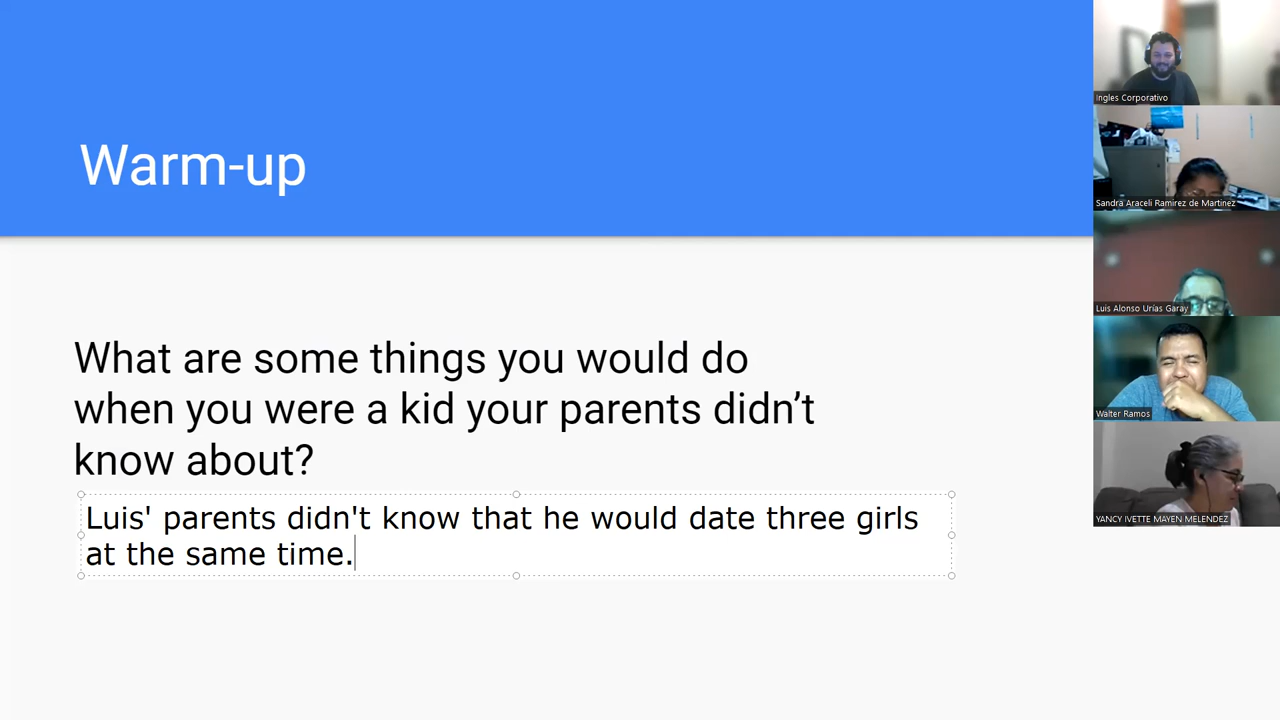 Warm-up
What are some things you would do
when you were a kid your parents didn’t
know about?
Luis' parents didn't know that he would date three girls
at the same time.
Ingles Corporativo
Sandra Araceli Ramirez de Martinez
Luis Alonso Urías Garay
Walter Ramos
YANCY IVETTE MAYEN MELENDEZ